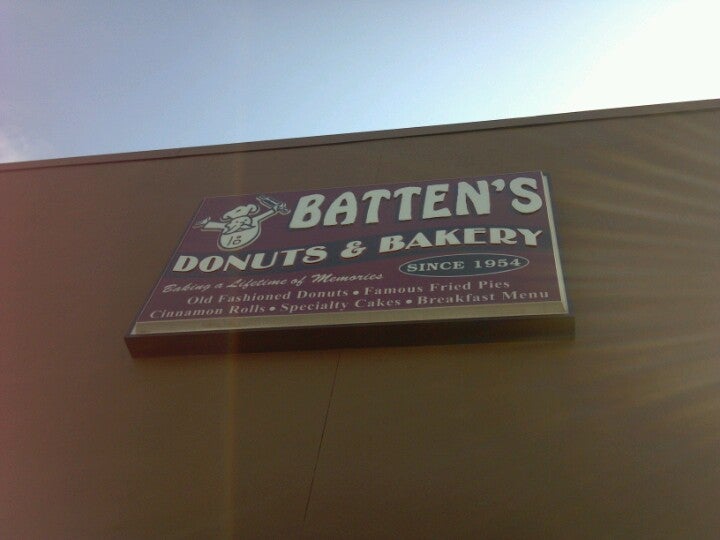 BATTEN'S
DONUTS & BAKERY
SINCE 1954
Baking a Lifetime of Memories
Old Fashioned Donuts • Famous Fried Pies
Cinnamon Rolls • Specialty Cakes • Breakfast Menu